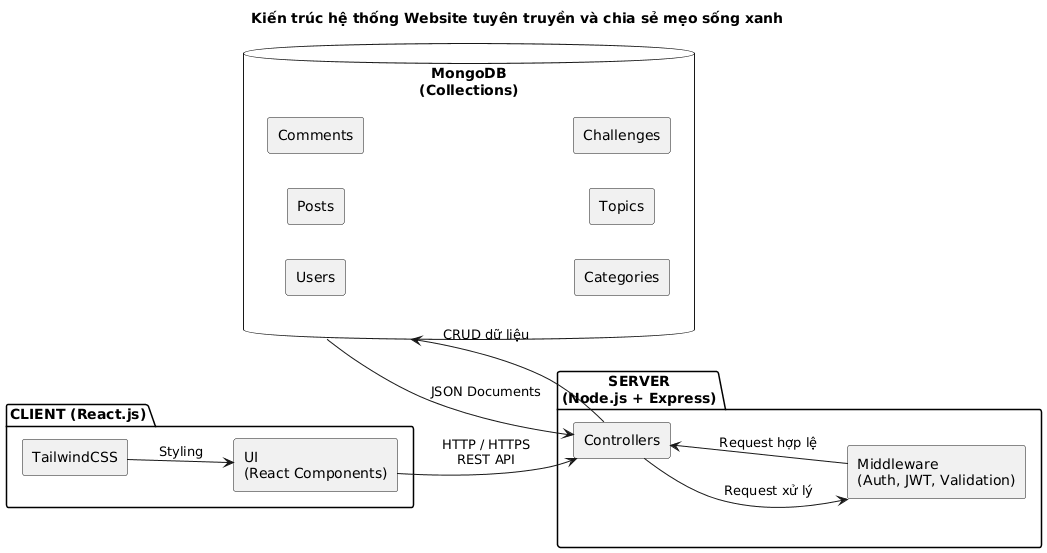 Kiến trúc hệ thống Website tuyên truyền và chia sẻ mẹo sống xanh
MongoDB
(Collections)
Comments
Challenges
Posts
Topics
Users
Categories
CRUD dữ liệu
JSON Documents
SERVER
(Node.js + Express)
CLIENT (React.js)
TailwindCSS
Styling
UI
(React Components)
HTTP / HTTPS
REST API
Controllers
Request hợp lệ
Middleware
(Auth, JWT, Validation)
Request xử lý